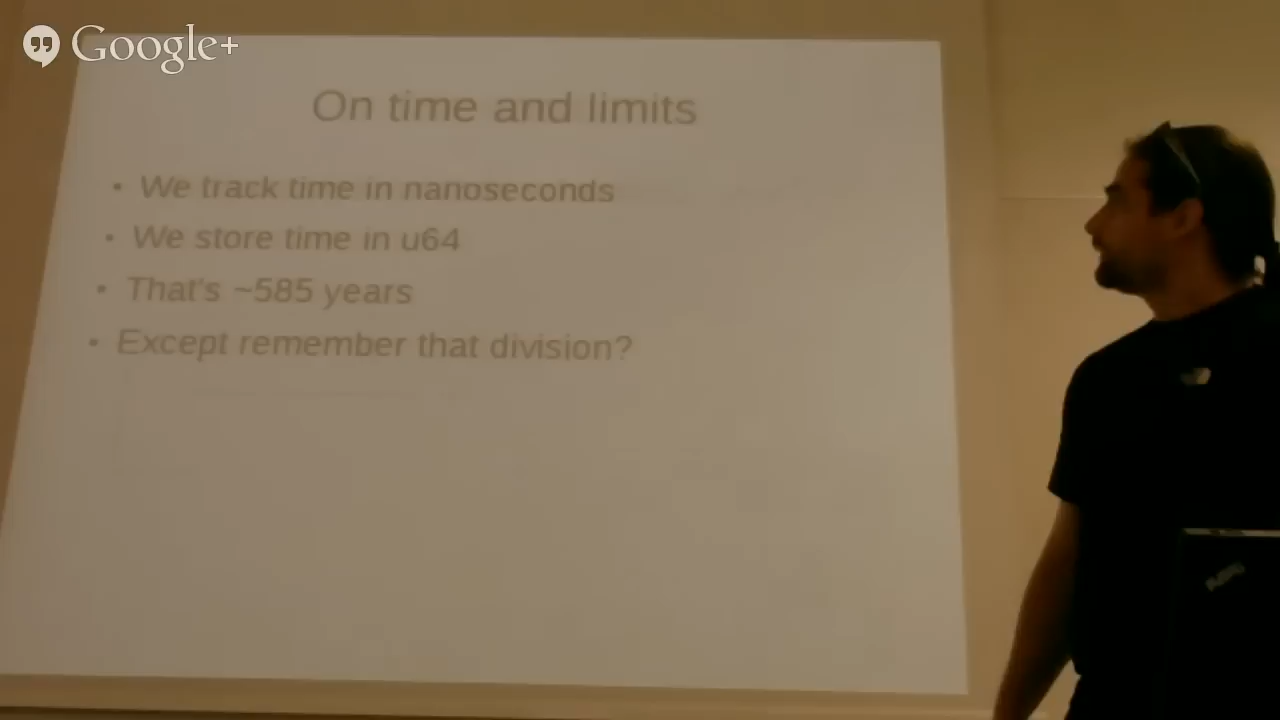 Google+
On time and limits
• We track time in nanoseconds
• We store time in u64
• That's ~585 years
• Except remember that division?